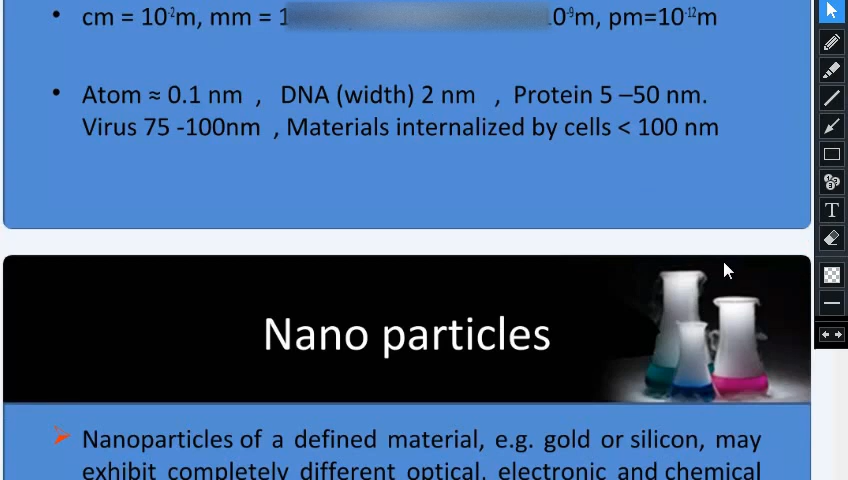 • cm = 10⁻²m, mm = 1 0⁻⁹m, pm=10⁻¹²m
• Atom ≈ 0.1 nm , DNA (width) 2 nm , Protein 5 –50 nm.
Virus 75 -100nm , Materials internalized by cells < 100 nm
Nano particles
Nanoparticles of a defined material, e.g. gold or silicon, may
exhibit completely different optical, electronic and chemical